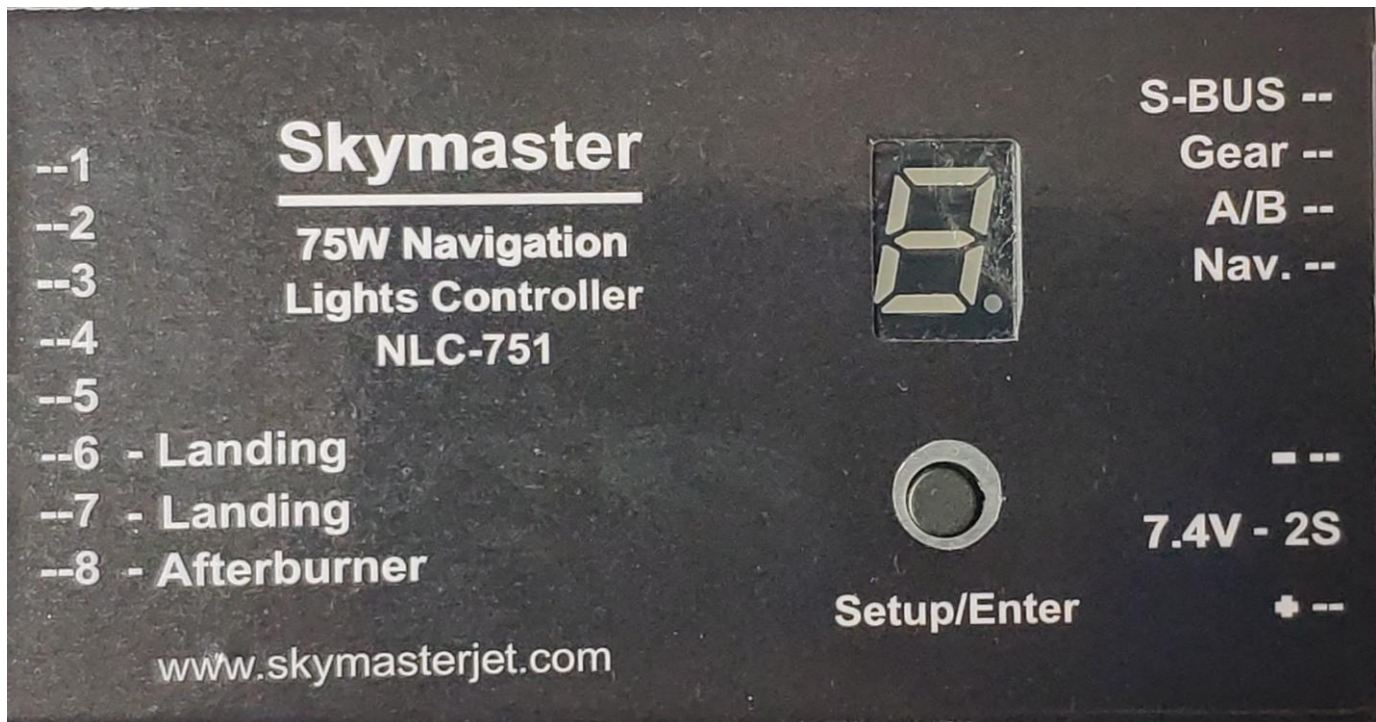 --1
--2
--3
--4
--5
--6 - Landing
--7 - Landing
--8 - Afterburner
Skymaster
75W Navigation
Lights Controller
NLC-751
www.skymasterjet.com
8.
Setup/Enter
S-BUS --
Gear --
A/B --
Nav. --
- --
7.4V - 2S
+ --